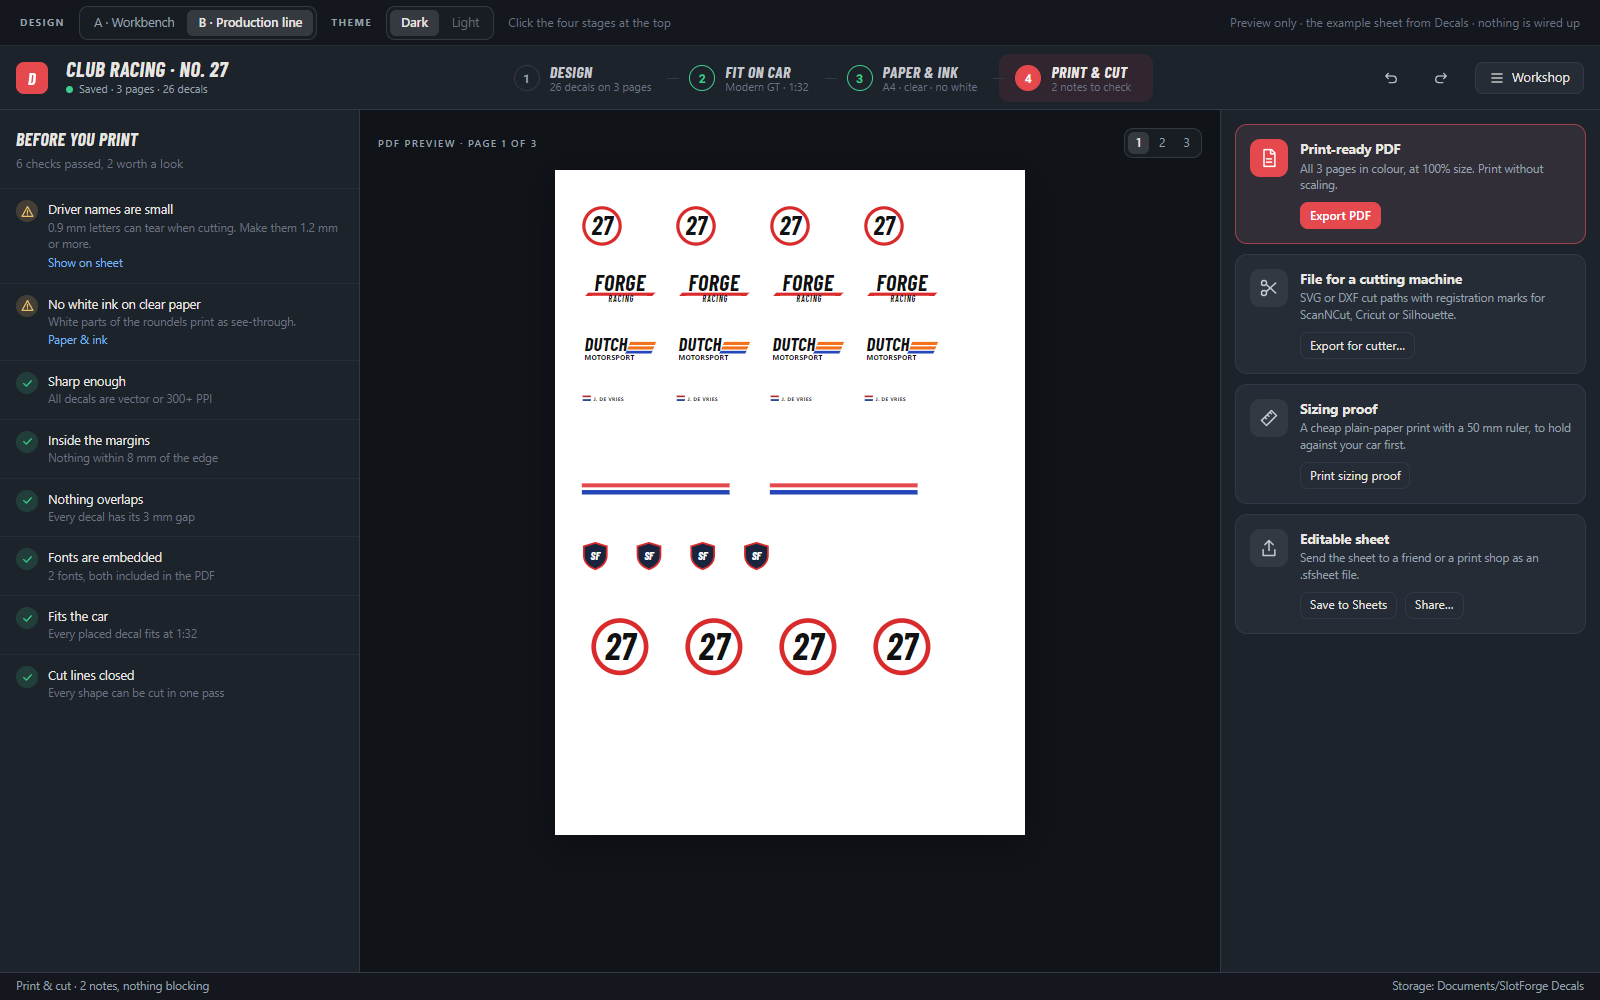 DESIGN A · Workbench B · Production line THEME Dark Light Click the four stages at the top Preview only · the example sheet from Decals · nothing is wired up
D
CLUB RACING · NO. 27
Saved · 3 pages · 26 decals
1 DESIGN
26 decals on 3 pages
2 FIT ON CAR
Modern GT · 1:32
3 PAPER & INK
A4 · clear · no white
4 PRINT & CUT
2 notes to check
Workshop
BEFORE YOU PRINT
6 checks passed, 2 worth a look
Driver names are small
0.9 mm letters can tear when cutting. Make them 1.2 mm
or more.
Show on sheet
No white ink on clear paper
White parts of the roundels print as see-through.
Paper & ink
Sharp enough
All decals are vector or 300+ PPI
Inside the margins
Nothing within 8 mm of the edge
Nothing overlaps
Every decal has its 3 mm gap
Fonts are embedded
2 fonts, both included in the PDF
Fits the car
Every placed decal fits at 1:32
Cut lines closed
Every shape can be cut in one pass
PDF PREVIEW · PAGE 1 OF 3 1 2 3
27 27 27 27
FORGE FORGE FORGE FORGE
RACING RACING RACING RACING
DUTCH DUTCH DUTCH DUTCH
MOTORSPORT MOTORSPORT MOTORSPORT MOTORSPORT
J. DE VRIES J. DE VRIES J. DE VRIES J. DE VRIES
SF SF SF SF
27 27 27 27
Print-ready PDF
All 3 pages in colour, at 100% size. Print without
scaling.
Export PDF
File for a cutting machine
SVG or DXF cut paths with registration marks for
ScanNCut, Cricut or Silhouette.
Export for cutter...
Sizing proof
A cheap plain-paper print with a 50 mm ruler, to hold
against your car first.
Print sizing proof
Editable sheet
Send the sheet to a friend or a print shop as an
.sfsheet file.
Save to Sheets Share...
Print & cut · 2 notes, nothing blocking Storage: Documents/SlotForge Decals